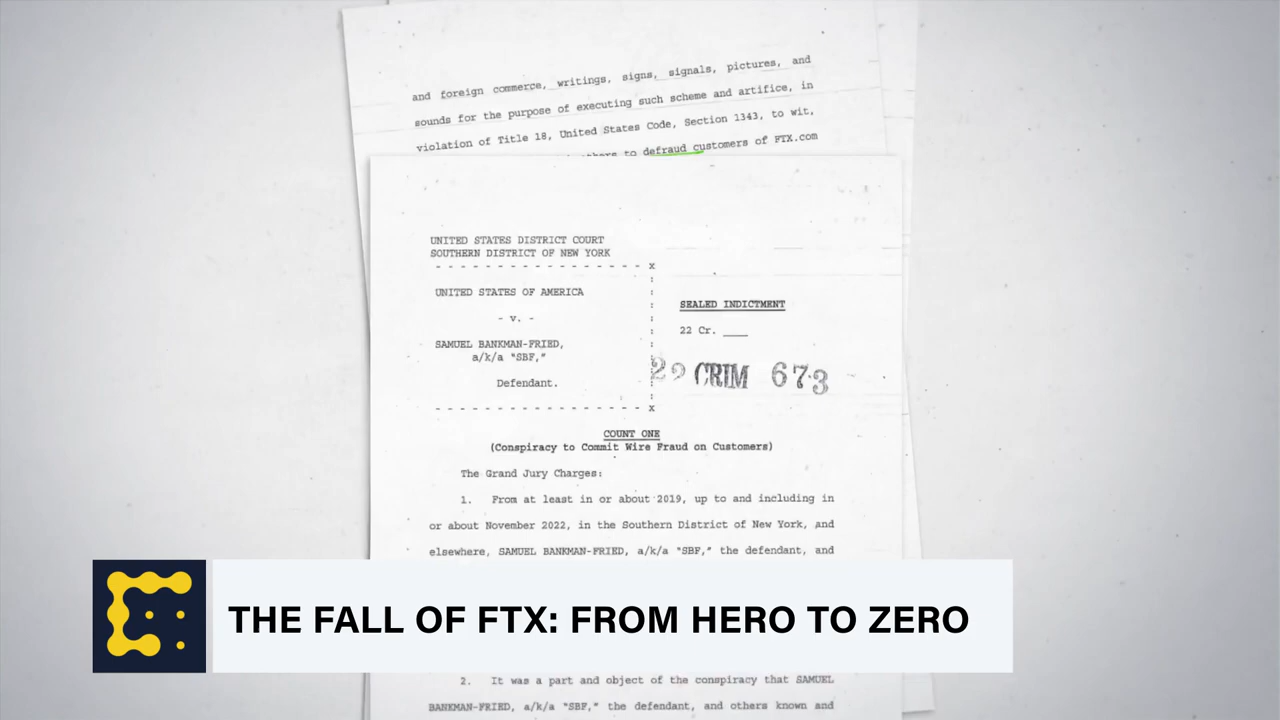 and foreign commerce, writings, signs, signals, pictures, and
sounds for the purpose of executing such scheme and artifice, in
violation of Title 18, United States Code, Section 1343, to wit,
to defraud customers of FTX.com
UNITED STATES DISTRICT COURT
SOUTHERN DISTRICT OF NEW YORK
- - - - - - - - - - - - - - - - - x
UNITED STATES OF AMERICA
- v. -
SAMUEL BANKMAN-FRIED,
a/k/a "SBF,"
Defendant.
- - - - - - - - - - - - - - - - - x
SEALED INDICTMENT
22 Cr. ____
22 CRIM 673
COUNT ONE
(Conspiracy to Commit Wire Fraud on Customers)
The Grand Jury Charges:
1. From at least in or about 2019, up to and including in
or about November 2022, in the Southern District of New York, and
elsewhere, SAMUEL BANKMAN-FRIED, a/k/a "SBF," the defendant, and
THE FALL OF FTX: FROM HERO TO ZERO
2. It was a part and object of the conspiracy that SAMUEL
BANKMAN-FRIED, a/k/a "SBF," the defendant, and others known and